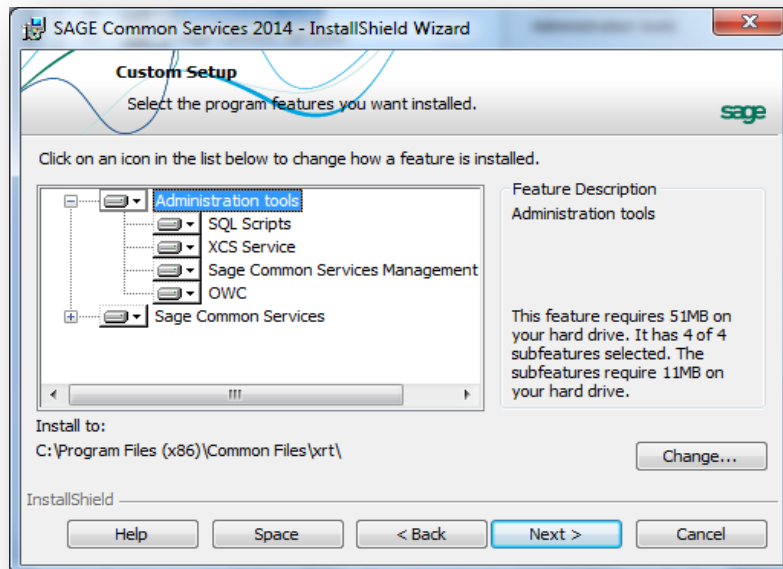 SAGE Common Services 2014 - InstallShield Wizard
Custom Setup
Select the program features you want installed.
sage
Click on an icon in the list below to change how a feature is installed.
Administration tools
SQL Scripts
XCS Service
Sage Common Services Management
OWC
Sage Common Services
Feature Description
Administration tools
This feature requires 51MB on
your hard drive. It has 4 of 4
subfeatures selected. The
subfeatures require 11MB on
your hard drive.
Install to:
C:\Program Files (x86)\Common Files\xrt\
Change...
InstallShield
Help
Space
< Back
Next >
Cancel